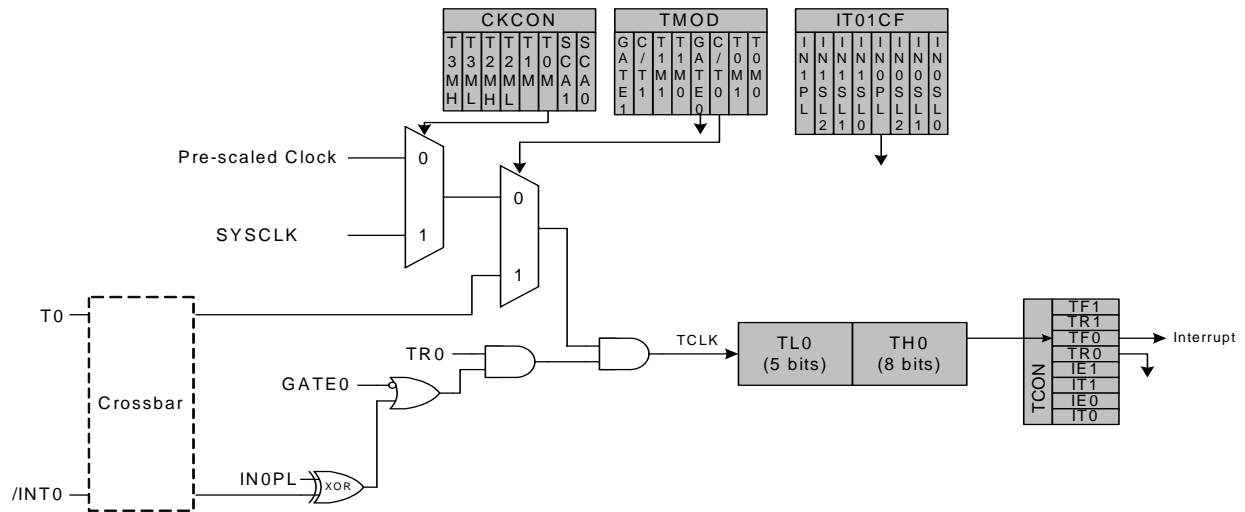 CKCON
T3MH T3ML T2MH T2ML T1M T0M SCA1 SCA0
TMOD
GATE1 C/T1 T1M1 T1M0 GATE0 C/T0 T0M1 T0M0
IT01CF
IN1PL IN1SL2 IN1SL1 IN1SL0 IN0PL IN0SL2 IN0SL1 IN0SL0
Pre-scaled Clock
0
SYSCLK
1
0
1
T0
Crossbar
/INT0
TR0
GATE0
IN0PL
XOR
TCLK
TL0
(5 bits)
TH0
(8 bits)
TCON
TF1
TR1
TF0
TR0
IE1
IT1
IE0
IT0
Interrupt